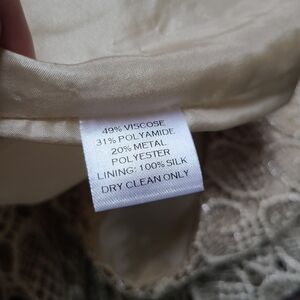 49% VISCOSE
31% POLYAMIDE
20% METAL
POLYESTER
LINING: 100% SILK
DRY CLEAN ONLY